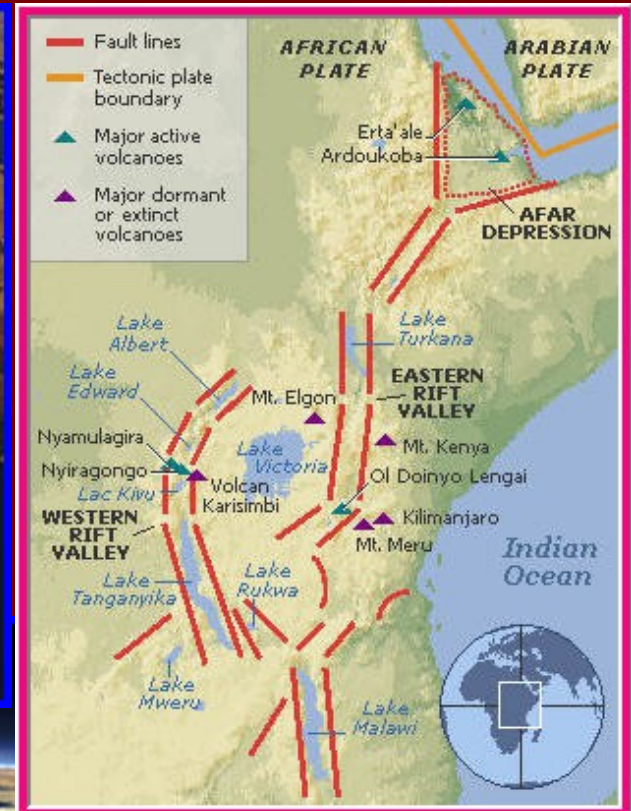 Fault lines
Tectonic plate
boundary
Major active
volcanoes
Major dormant
or extinct
volcanoes
AFRICAN
PLATE
ARABIAN
PLATE
Erta'ale
Ardoukoba
AFAR
DEPRESSION
Lake
Albert
Lake
Turkana
Lake
Edward
EASTERN
RIFT
VALLEY
Mt. Elgon
Nyamulagira
Lake
Victoria
Mt. Kenya
Nyiragongo
Ol Doinyo Lengai
Lac Kivu
Volcan
Karisimbi
WESTERN
RIFT
VALLEY
Kilimanjaro
Mt. Meru
Indian
Ocean
Lake
Tanganyika
Lake
Rukwa
Lake
Mweru
Lake
Malawi